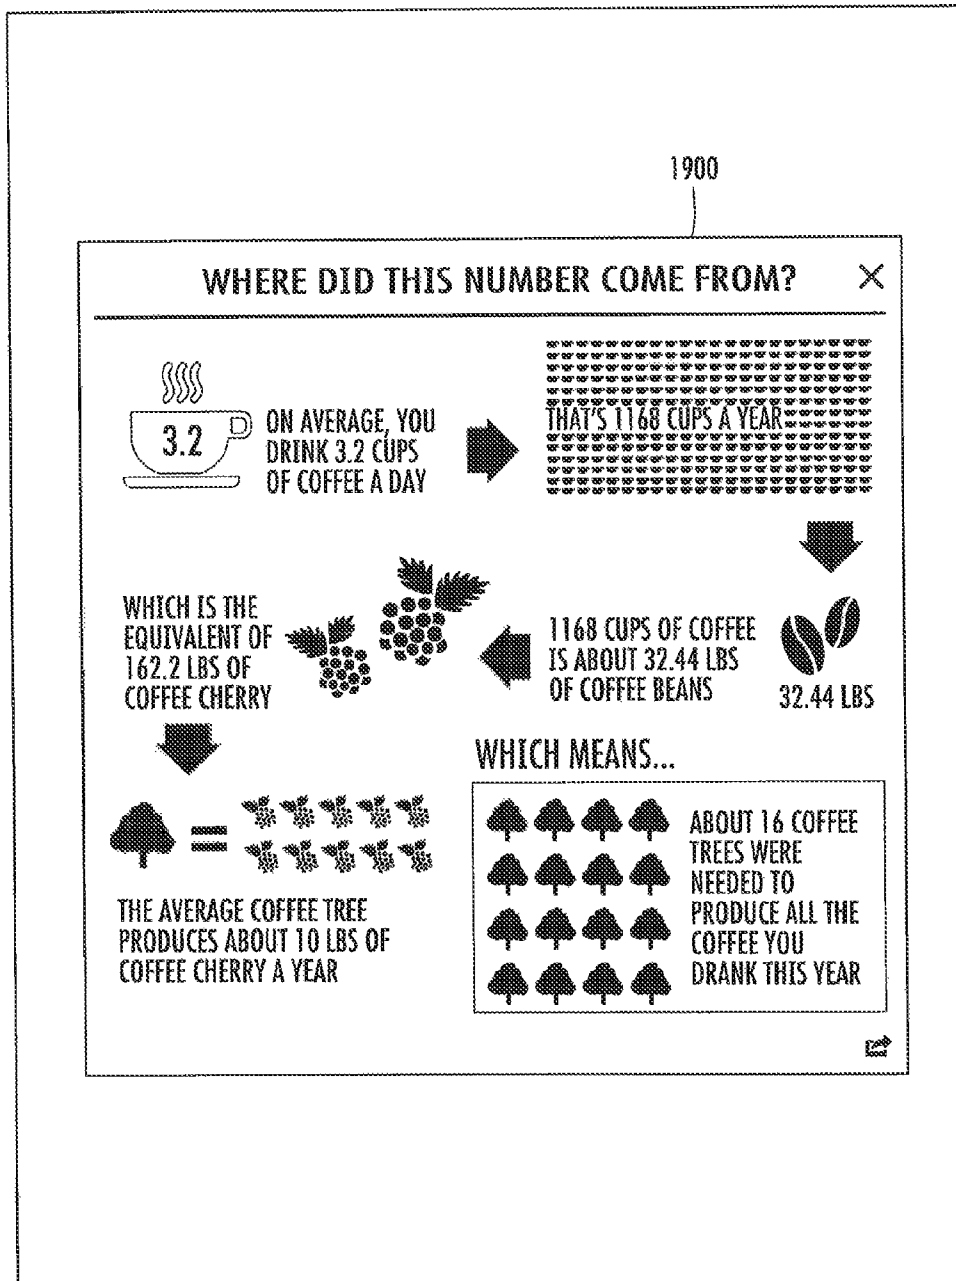 1900
WHERE DID THIS NUMBER COME FROM?
3.2
ON AVERAGE, YOU
DRINK 3.2 CUPS
OF COFFEE A DAY
THAT'S 1168 CUPS A YEAR
1168 CUPS OF COFFEE
IS ABOUT 32.44 LBS
OF COFFEE BEANS
32.44 LBS
WHICH IS THE
EQUIVALENT OF
162.2 LBS OF
COFFEE CHERRY
THE AVERAGE COFFEE TREE
PRODUCES ABOUT 10 LBS OF
COFFEE CHERRY A YEAR
WHICH MEANS...
ABOUT 16 COFFEE
TREES WERE
NEEDED TO
PRODUCE ALL THE
COFFEE YOU
DRANK THIS YEAR